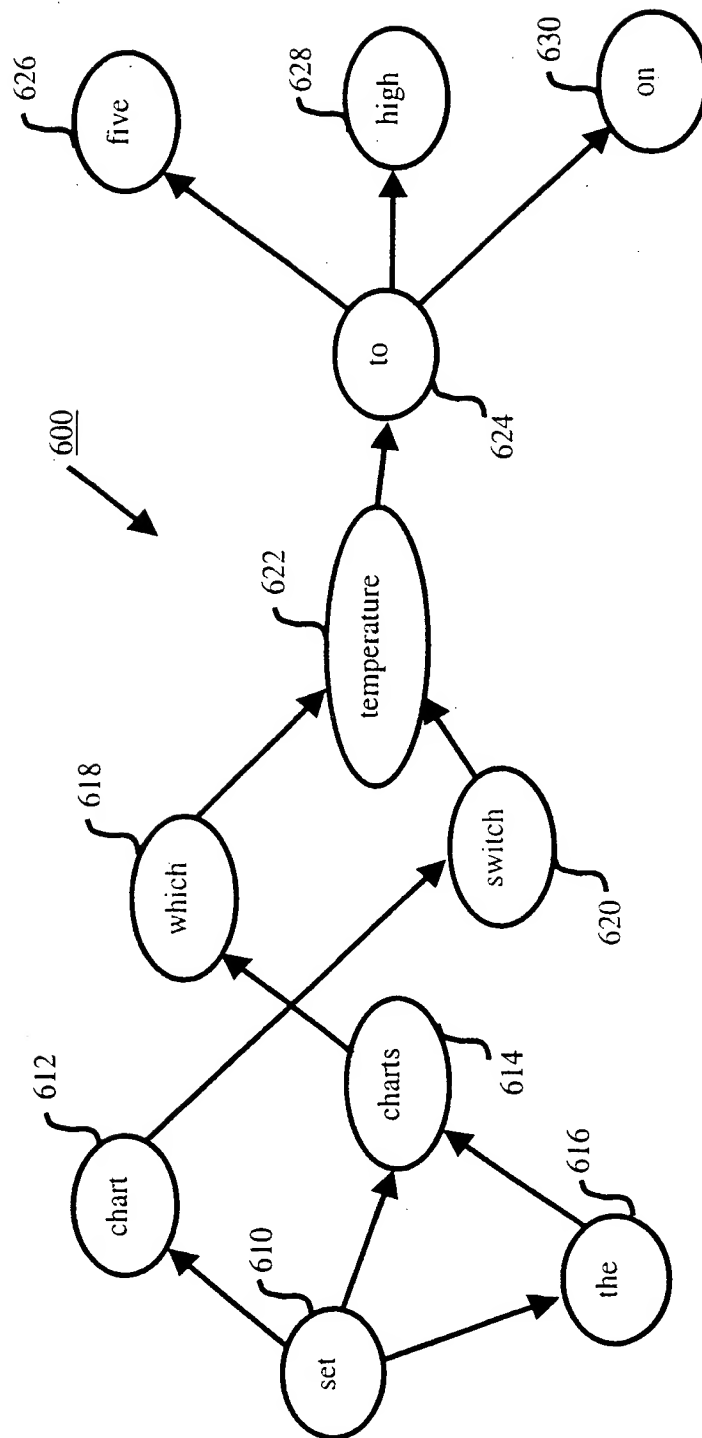 600
set
610
chart
612
charts
614
the
616
which
618
switch
620
temperature
622
to
624
five
626
high
628
on
630